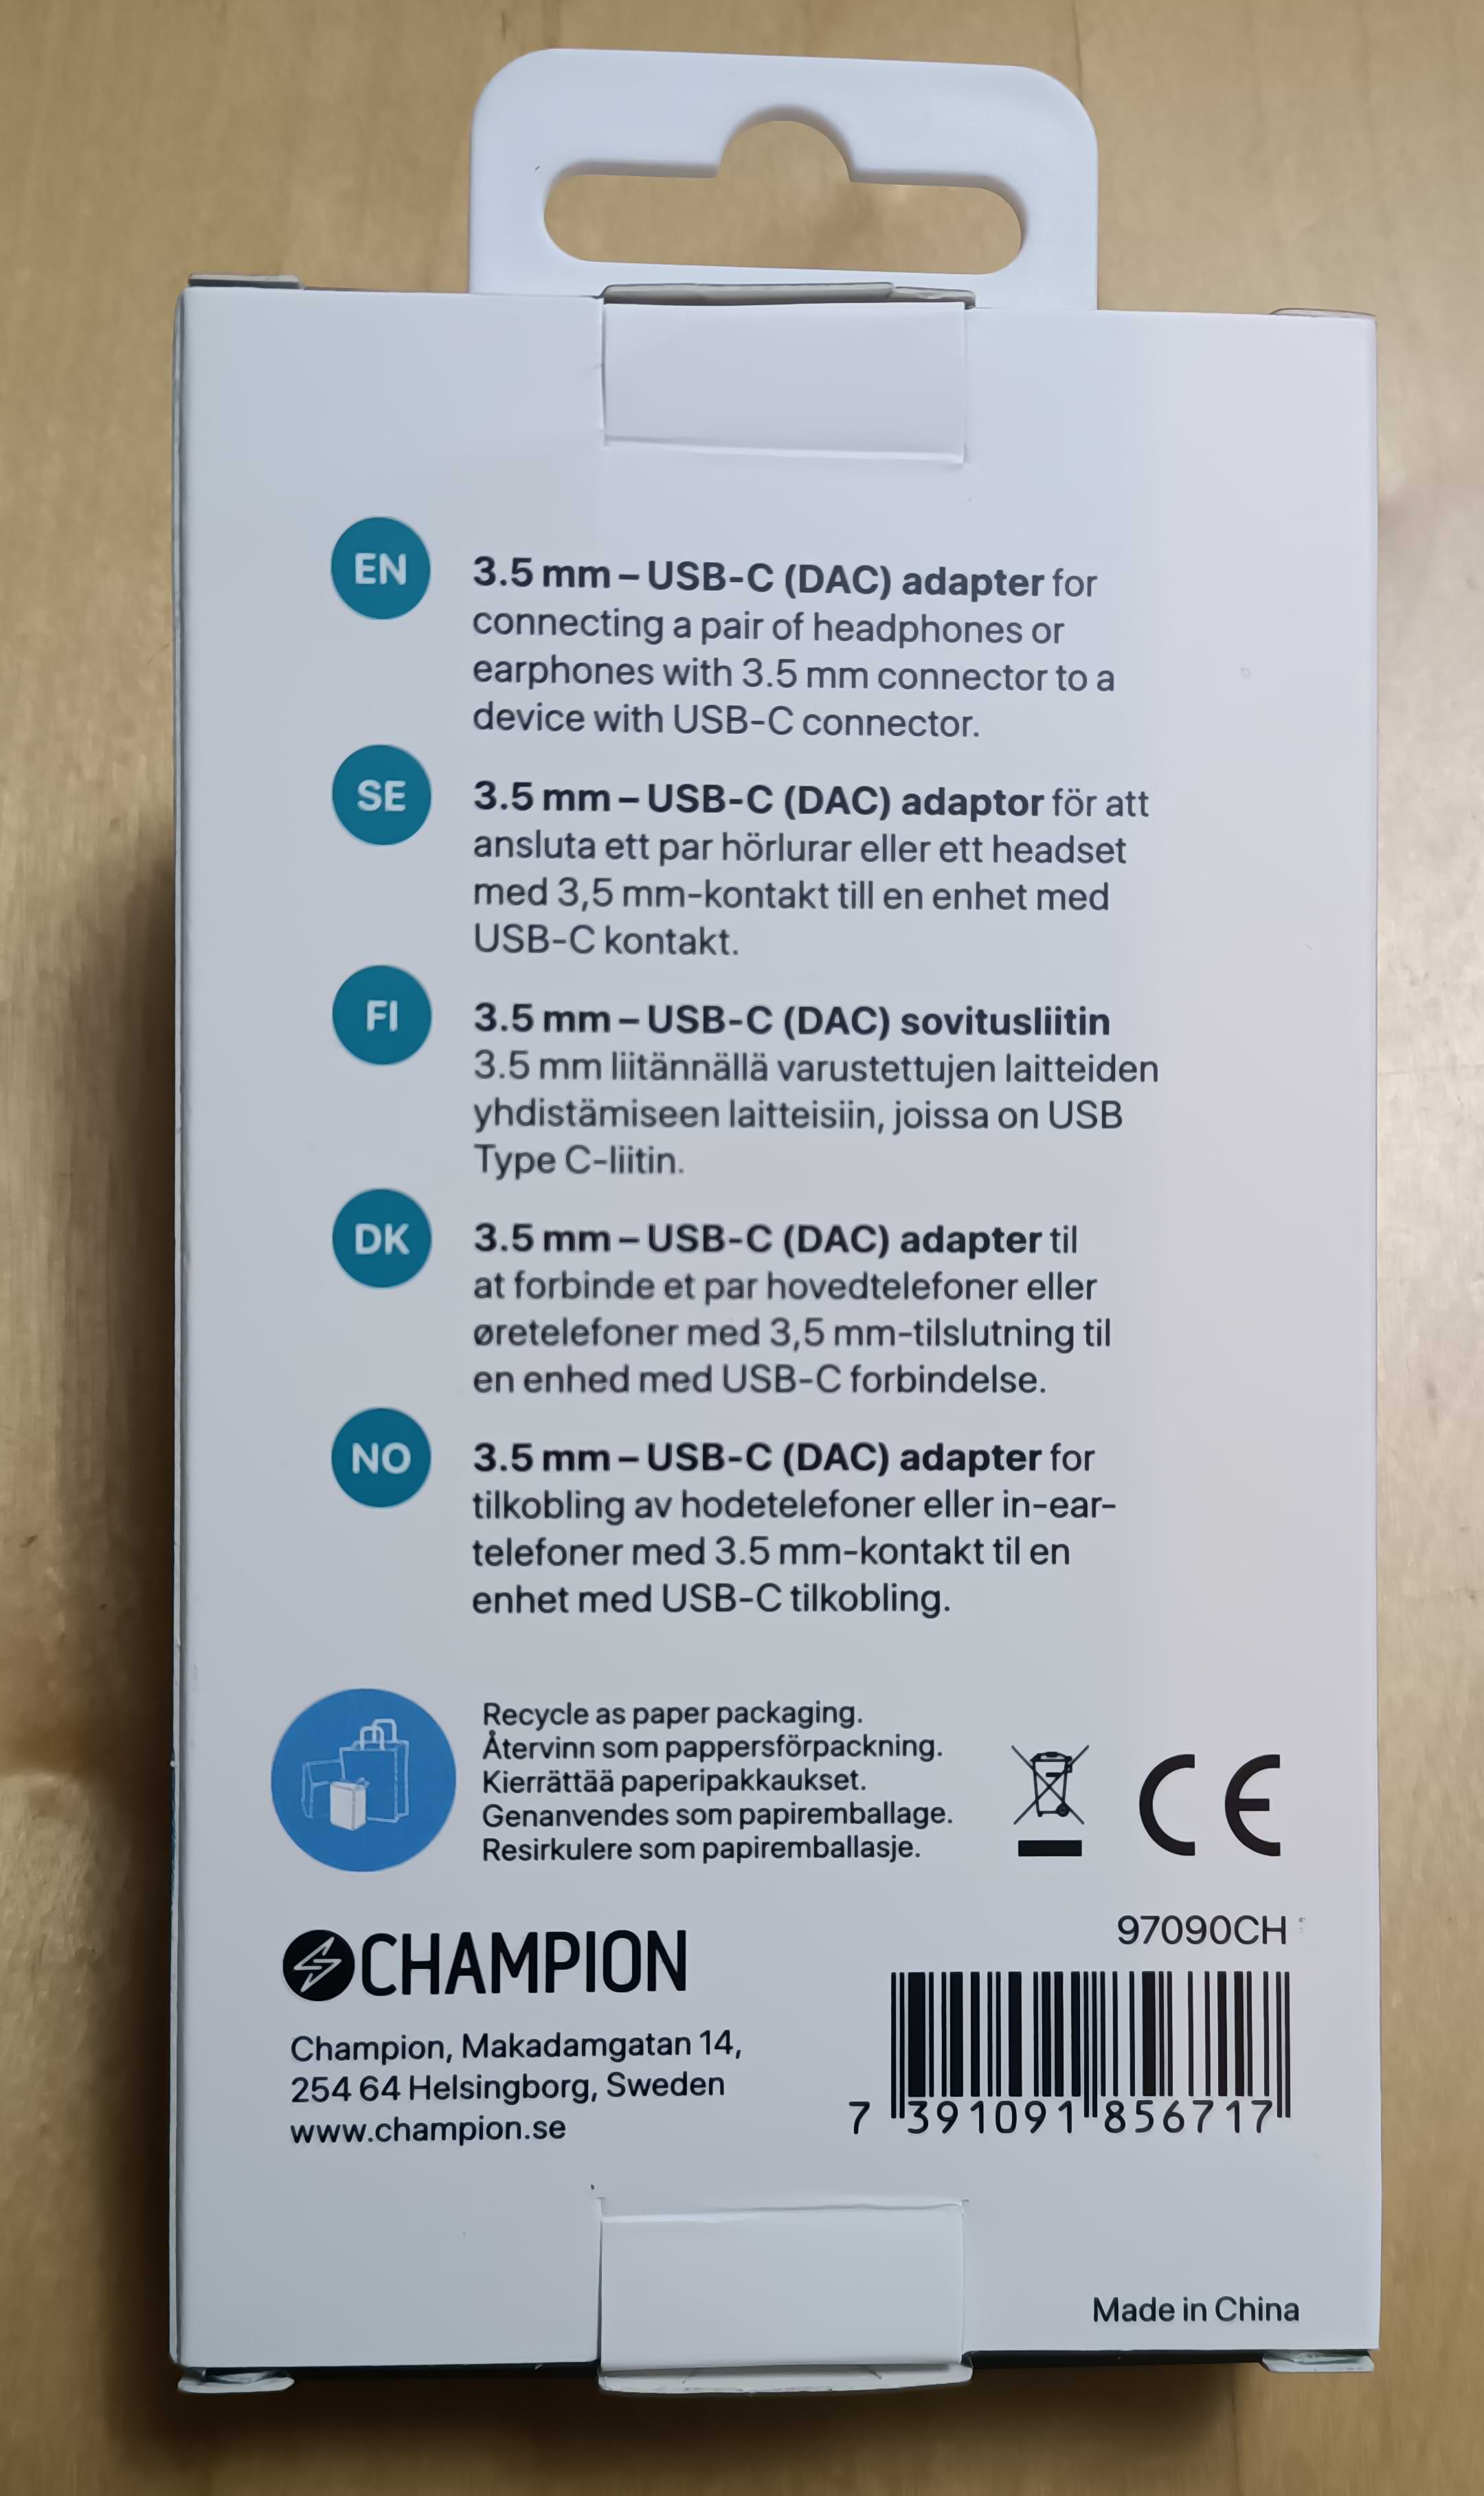 EN
3.5 mm – USB-C (DAC) adapter for
connecting a pair of headphones or
earphones with 3.5 mm connector to a
device with USB-C connector.
SE
3.5 mm – USB-C (DAC) adaptor för att
ansluta ett par hörlurar eller ett headset
med 3,5 mm-kontakt till en enhet med
USB-C kontakt.
FI
3.5 mm – USB-C (DAC) sovitusliitin
3.5 mm liitännällä varustettujen laitteiden
yhdistämiseen laitteisiin, joissa on USB
Type C-liitin.
DK
3.5 mm – USB-C (DAC) adapter til
at forbinde et par hovedtelefoner eller
øretelefoner med 3,5 mm-tilslutning til
en enhed med USB-C forbindelse.
NO
3.5 mm – USB-C (DAC) adapter for
tilkobling av hodetelefoner eller in-ear-
telefoner med 3.5 mm-kontakt til en
enhet med USB-C tilkobling.
Recycle as paper packaging.
Återvinn som pappersförpackning.
Kierrättää paperipakkaukset.
Genanvendes som papiremballage.
Resirkulere som papiremballasje.
CE
CHAMPION
Champion, Makadamgatan 14,
254 64 Helsingborg, Sweden
www.champion.se
97090CH
7 391091 856717
Made in China